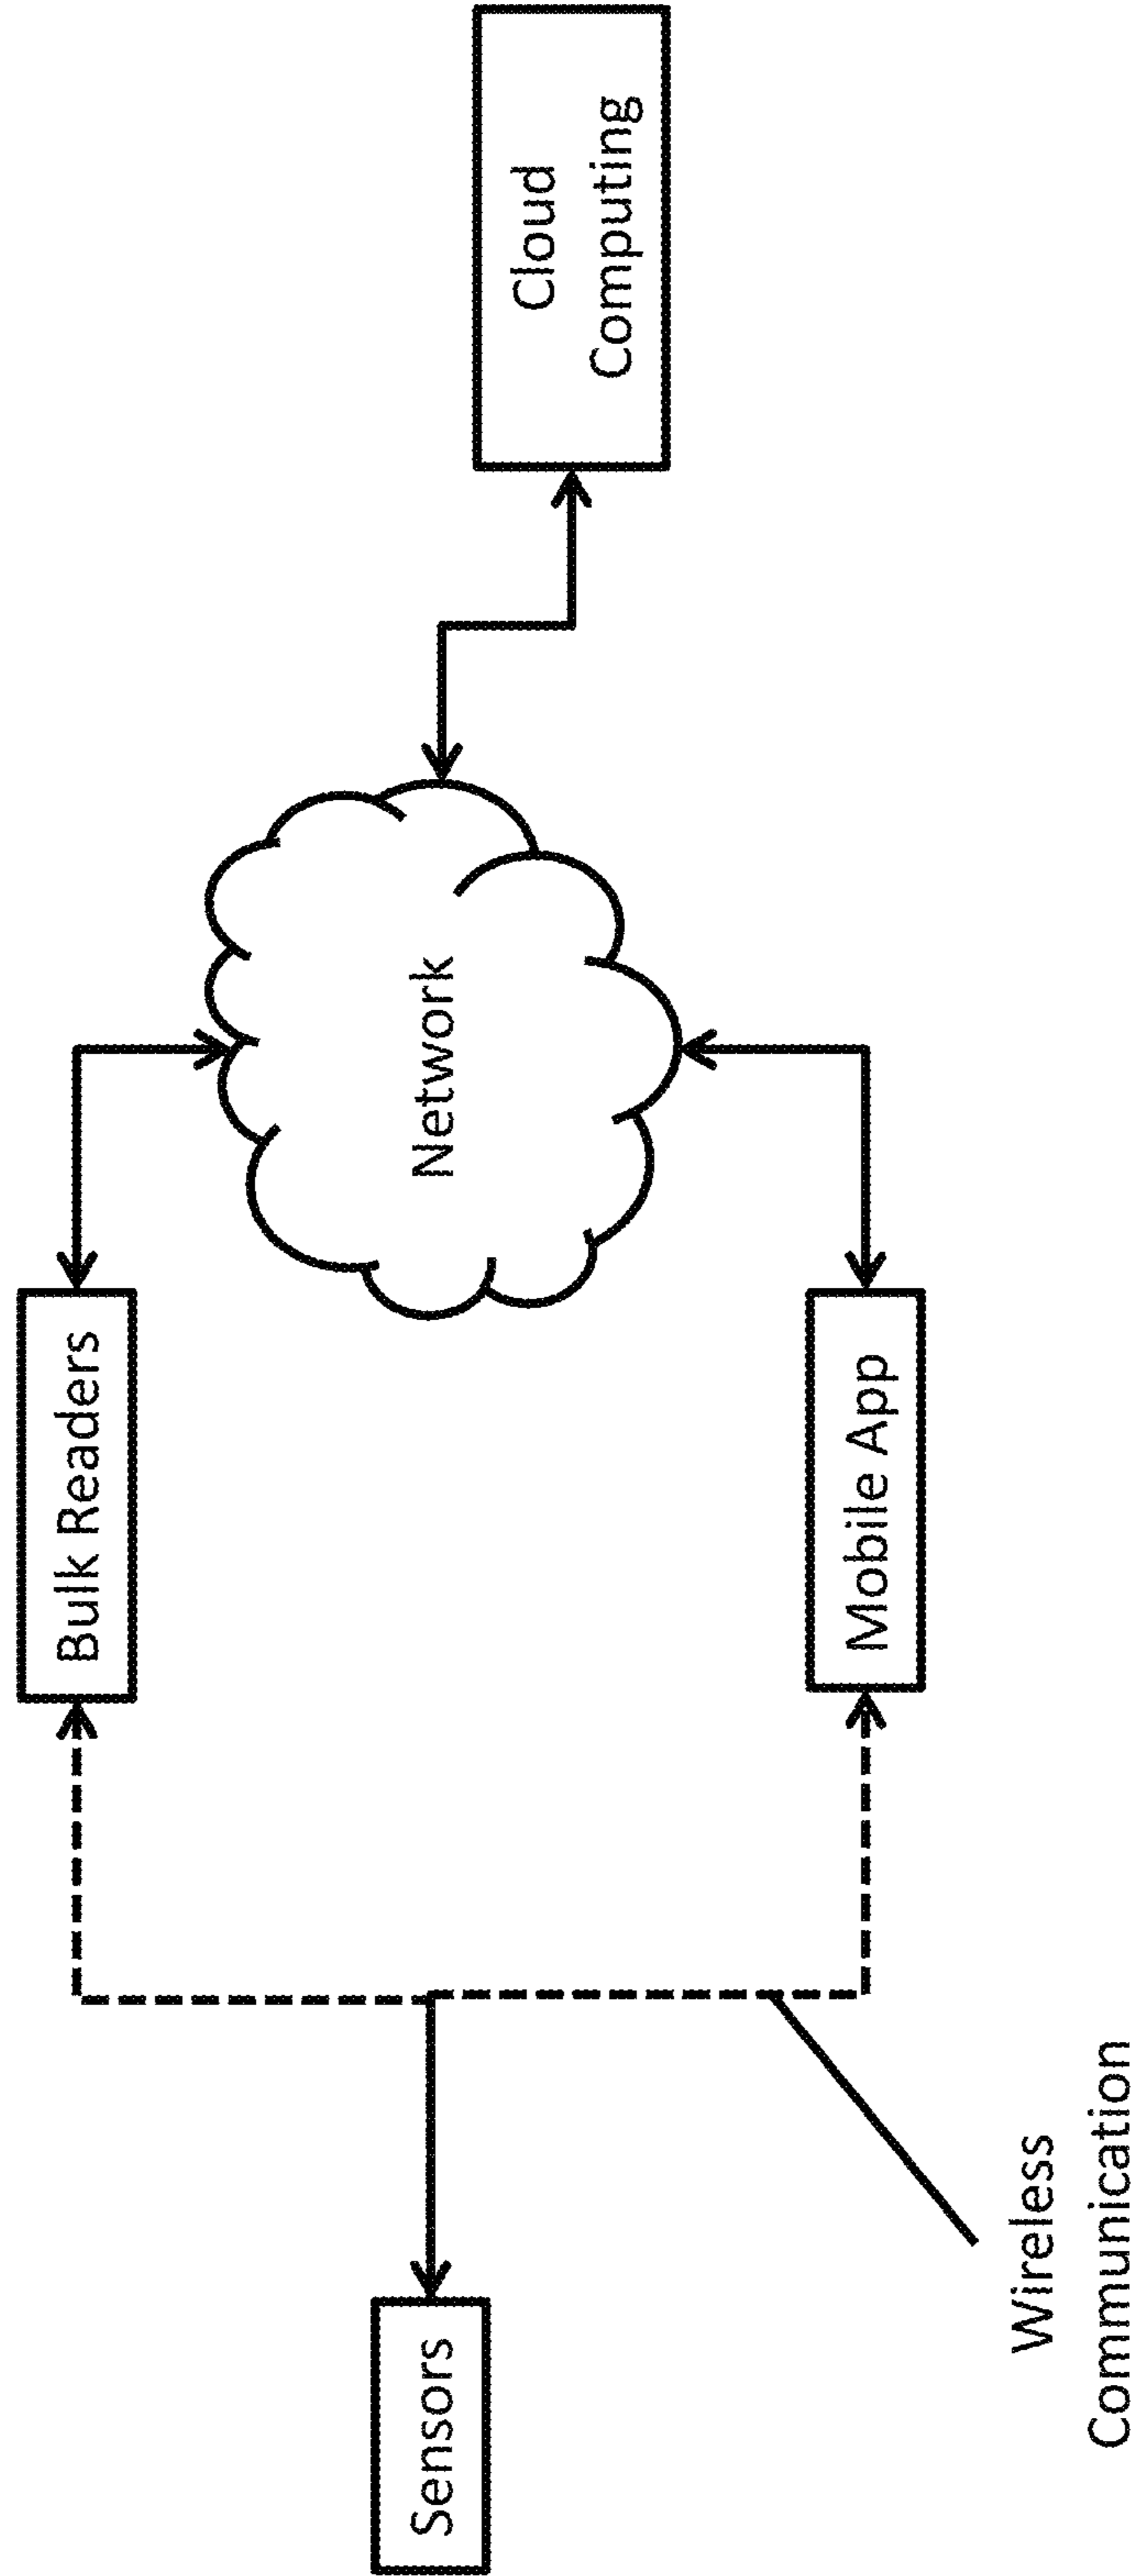 Sensors
Bulk Readers
Mobile App
Wireless
Communication
Network
Cloud
Computing